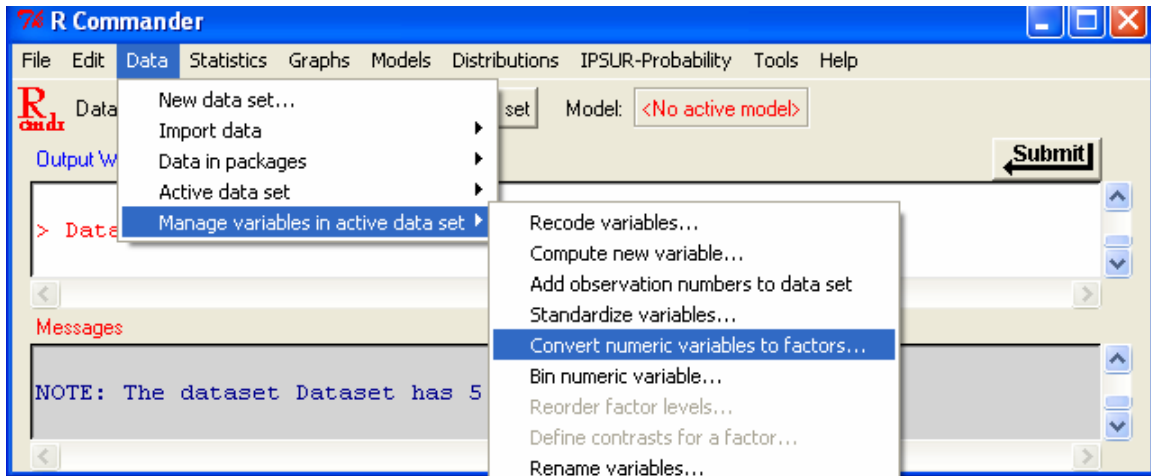 R Commander
File Edit Data Statistics Graphs Models Distributions IPSUR-Probability Tools Help
R cmdr Data set Model: <No active model>
New data set...
Import data
Data in packages
Active data set
Manage variables in active data set
Output W
Submit
> Data
Recode variables...
Compute new variable...
Add observation numbers to data set
Standardize variables...
Convert numeric variables to factors...
Bin numeric variable...
Reorder factor levels...
Define contrasts for a factor...
Rename variables...
Messages
NOTE: The dataset Dataset has 5